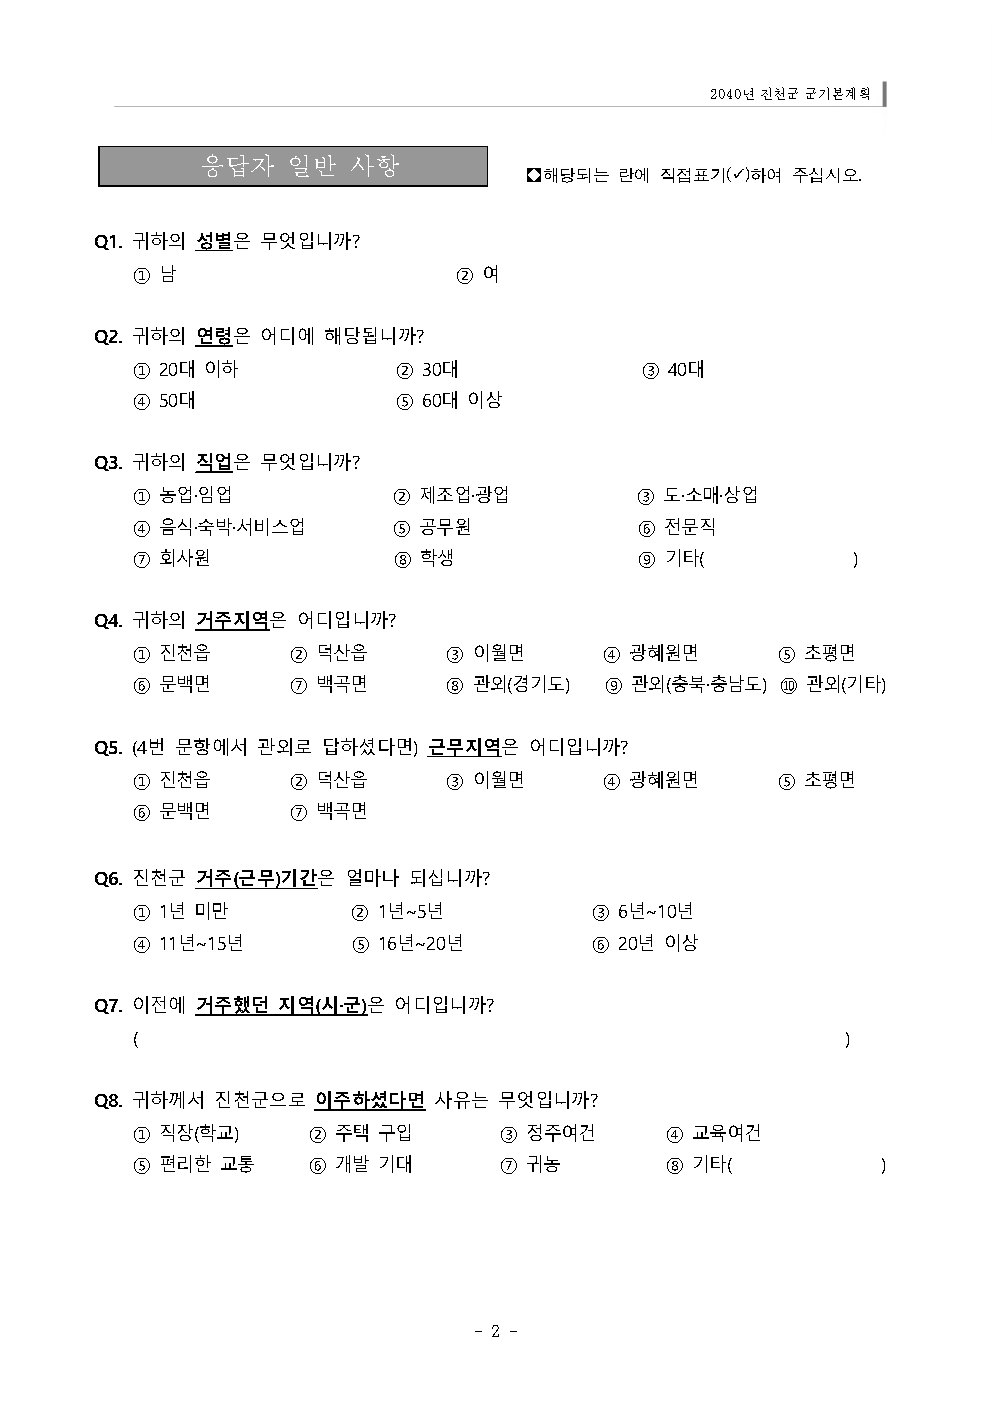 2040년 진천군 군기본계획
응답자 일반 사항
◘해당되는 란에 직접표기(✓)하여 주십시오.
Q1. 귀하의 성별은 무엇입니까?
① 남 ② 여
Q2. 귀하의 연령은 어디에 해당됩니까?
① 20대 이하 ② 30대 ③ 40대
④ 50대 ⑤ 60대 이상
Q3. 귀하의 직업은 무엇입니까?
① 농업·임업 ② 제조업·광업 ③ 도·소매·상업
④ 음식·숙박·서비스업 ⑤ 공무원 ⑥ 전문직
⑦ 회사원 ⑧ 학생 ⑨ 기타( )
Q4. 귀하의 거주지역은 어디입니까?
① 진천읍 ② 덕산읍 ③ 이월면 ④ 광혜원면 ⑤ 초평면
⑥ 문백면 ⑦ 백곡면 ⑧ 관외(경기도) ⑨ 관외(충북·충남도) ⑩ 관외(기타)
Q5. (4번 문항에서 관외로 답하셨다면) 근무지역은 어디입니까?
① 진천읍 ② 덕산읍 ③ 이월면 ④ 광혜원면 ⑤ 초평면
⑥ 문백면 ⑦ 백곡면
Q6. 진천군 거주(근무)기간은 얼마나 되십니까?
① 1년 미만 ② 1년~5년 ③ 6년~10년
④ 11년~15년 ⑤ 16년~20년 ⑥ 20년 이상
Q7. 이전에 거주했던 지역(시·군)은 어디입니까?
( )
Q8. 귀하께서 진천군으로 이주하셨다면 사유는 무엇입니까?
① 직장(학교) ② 주택 구입 ③ 정주여건 ④ 교육여건
⑤ 편리한 교통 ⑥ 개발 기대 ⑦ 귀농 ⑧ 기타( )
- 2 -